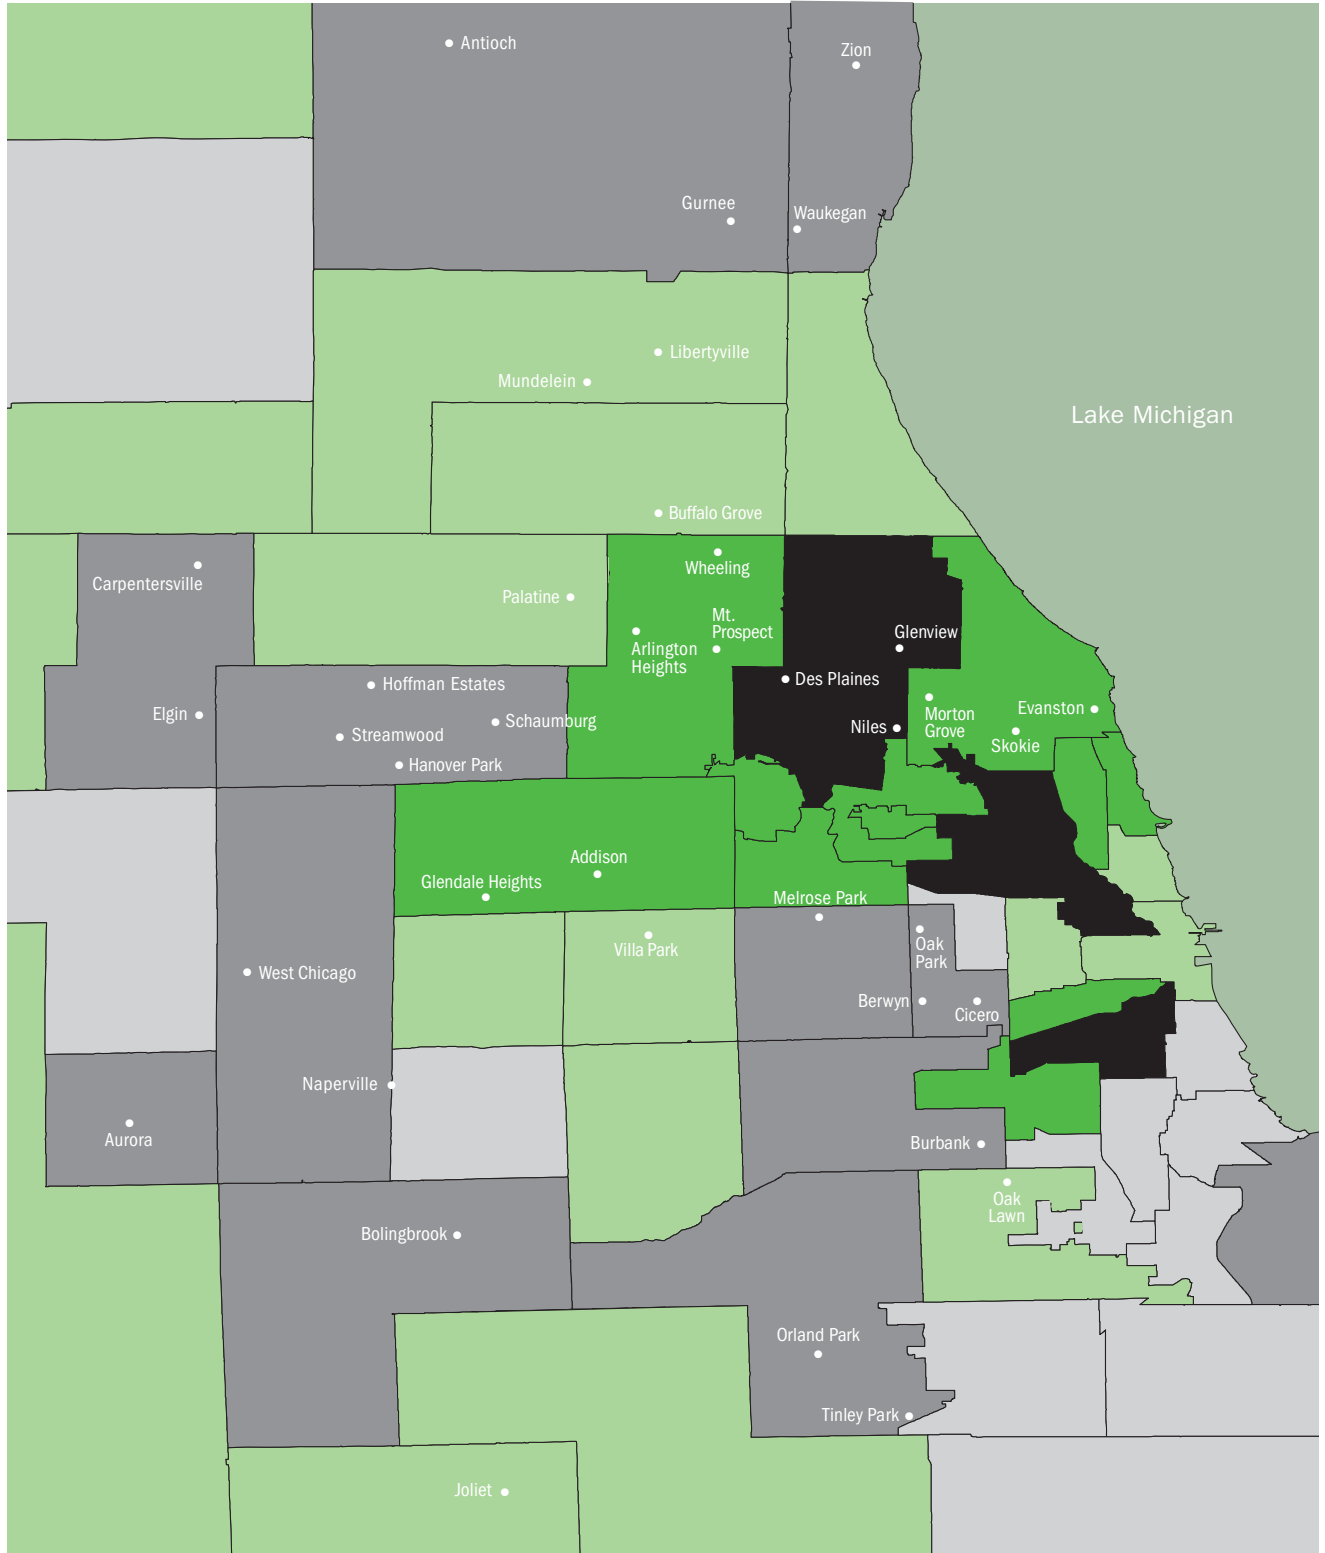 Antioch
Zion
Gurnee
Waukegan
Libertyville
Mundelein
Lake Michigan
Buffalo Grove
Wheeling
Carpentersville
Palatine
Mt.
Prospect
Glenview
Arlington
Heights
Des Plaines
Hoffman Estates
Elgin
Schaumburg
Streamwood
Hanover Park
Niles
Morton
Grove
Evanston
Skokie
Addison
Glendale Heights
Melrose Park
Villa Park
Oak
Park
West Chicago
Berwyn
Cicero
Naperville
Aurora
Burbank
Oak
Lawn
Bolingbrook
Orland Park
Tinley Park
Joliet